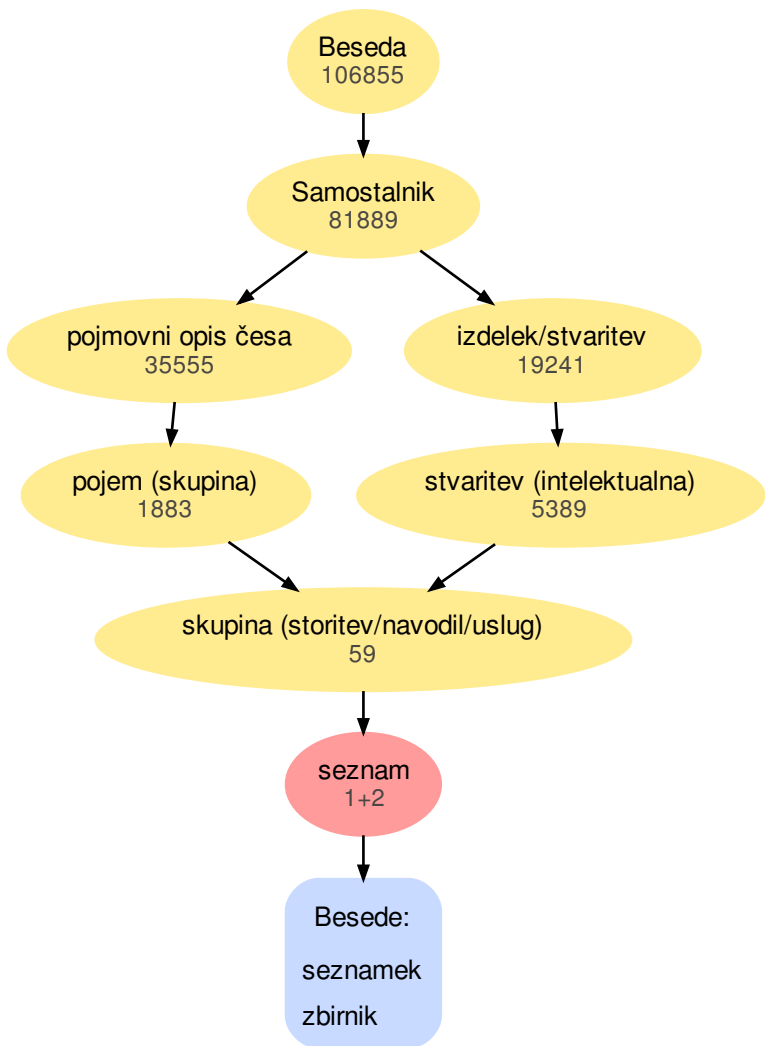 Beseda
106855
Samostalnik
81889
pojmovni opis česa
35555
izdelek/stvaritev
19241
pojem (skupina)
1883
stvaritev (intelektualna)
5389
skupina (storitev/navodil/uslug)
59
seznam
1+2
Besede:
seznamek
zbirnik